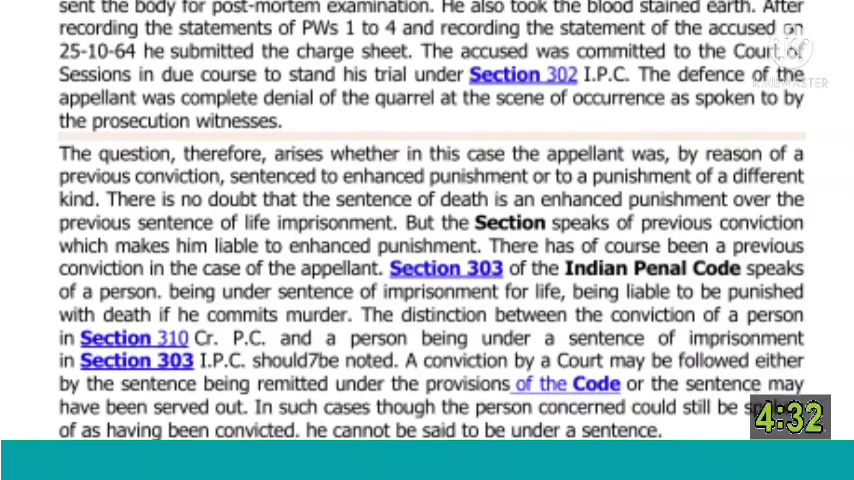 sent the body for post-mortem examination. He also took the blood stained earth. After
recording the statements of PWs 1 to 4 and recording the statement of the accused on
25-10-64 he submitted the charge sheet. The accused was committed to the Court of
Sessions in due course to stand his trial under Section 302 I.P.C. The defence of the
appellant was complete denial of the quarrel at the scene of occurrence as spoken to by
the prosecution witnesses.
The question, therefore, arises whether in this case the appellant was, by reason of a
previous conviction, sentenced to enhanced punishment or to a punishment of a different
kind. There is no doubt that the sentence of death is an enhanced punishment over the
previous sentence of life imprisonment. But the Section speaks of previous conviction
which makes him liable to enhanced punishment. There has of course been a previous
conviction in the case of the appellant. Section 303 of the Indian Penal Code speaks
of a person. being under sentence of imprisonment for life, being liable to be punished
with death if he commits murder. The distinction between the conviction of a person
in Section 310 Cr. P.C. and a person being under a sentence of imprisonment
in Section 303 I.P.C. should7be noted. A conviction by a Court may be followed either
by the sentence being remitted under the provisions of the Code or the sentence may
have been served out. In such cases though the person concerned could still be
of as having been convicted. he cannot be said to be under a sentence.
KINEMASTER
4:32